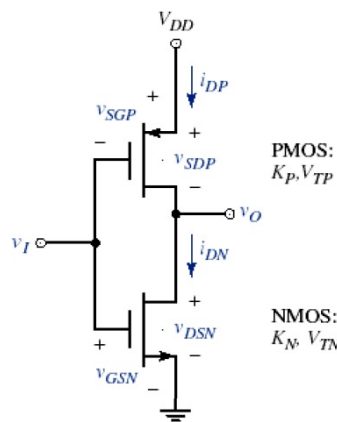 V_DD
i_DP
+
v_SGP
−
+
v_SDP
−
PMOS:
K_P, V_TP
v_I
v_O
i_DN
+
v_DSN
−
+
v_GSN
−
NMOS:
K_N, V_TN